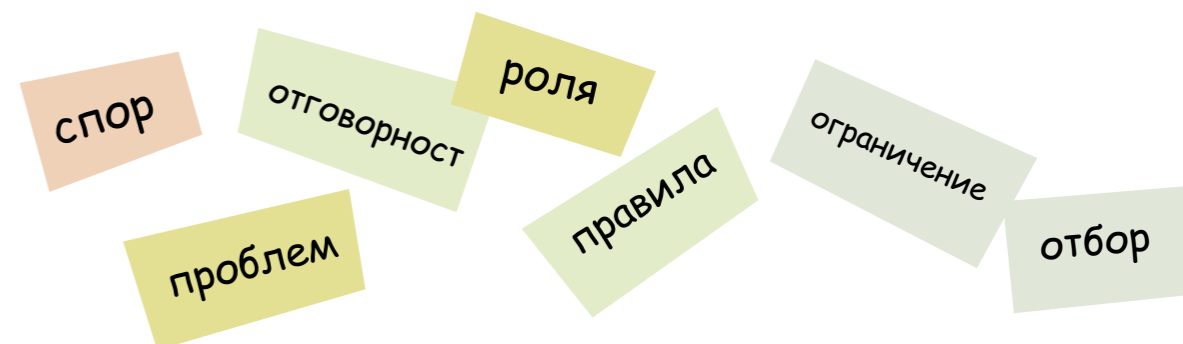 спор
отговорност
роля
ограничение
проблем
правила
отбор